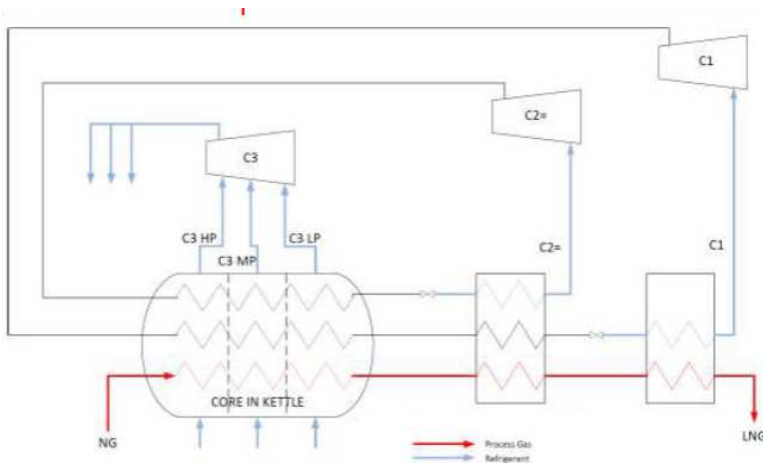 C1
C2=
C3
C3 HP
C3 LP
C3 MP
C2=
C1
CORE IN KETTLE
NG
LNG
Process Gas
Refrigerant